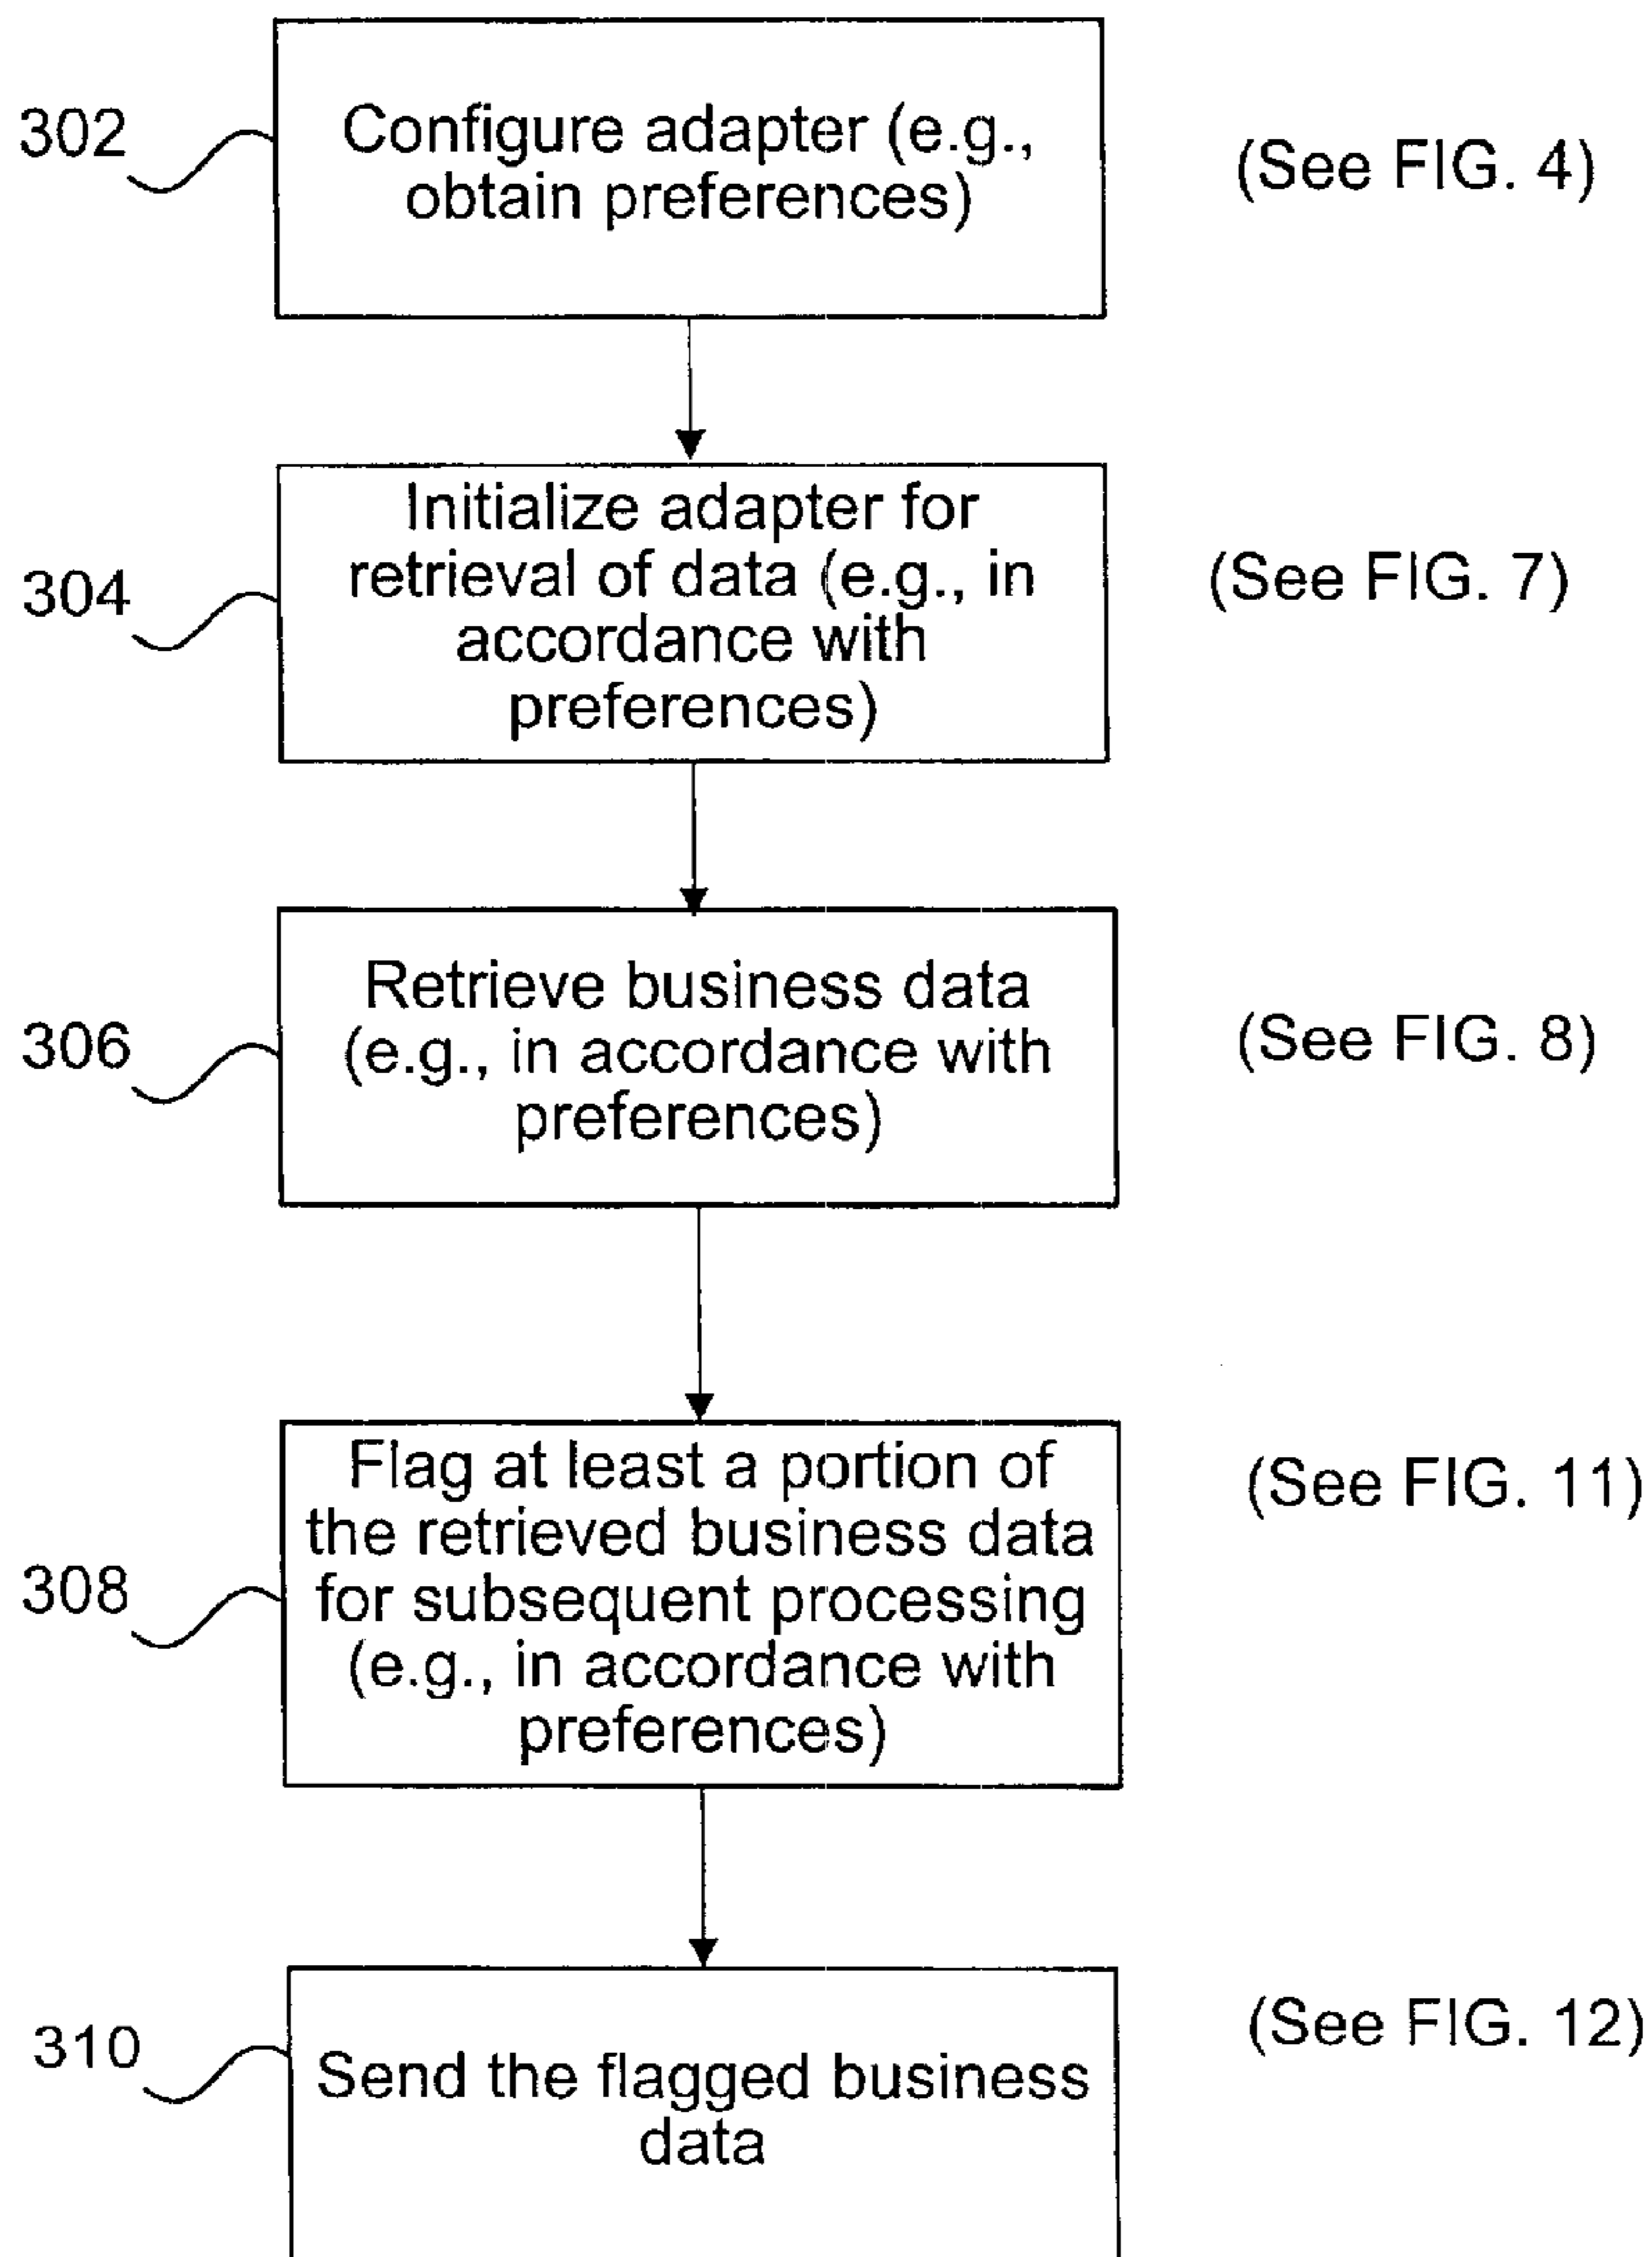 302
Configure adapter (e.g.,
obtain preferences)
(See FIG. 4)
304
Initialize adapter for
retrieval of data (e.g., in
accordance with
preferences)
(See FIG. 7)
306
Retrieve business data
(e.g., in accordance with
preferences)
(See FIG. 8)
308
Flag at least a portion of
the retrieved business data
for subsequent processing
(e.g., in accordance with
preferences)
(See FIG. 11)
310
Send the flagged business
data
(See FIG. 12)